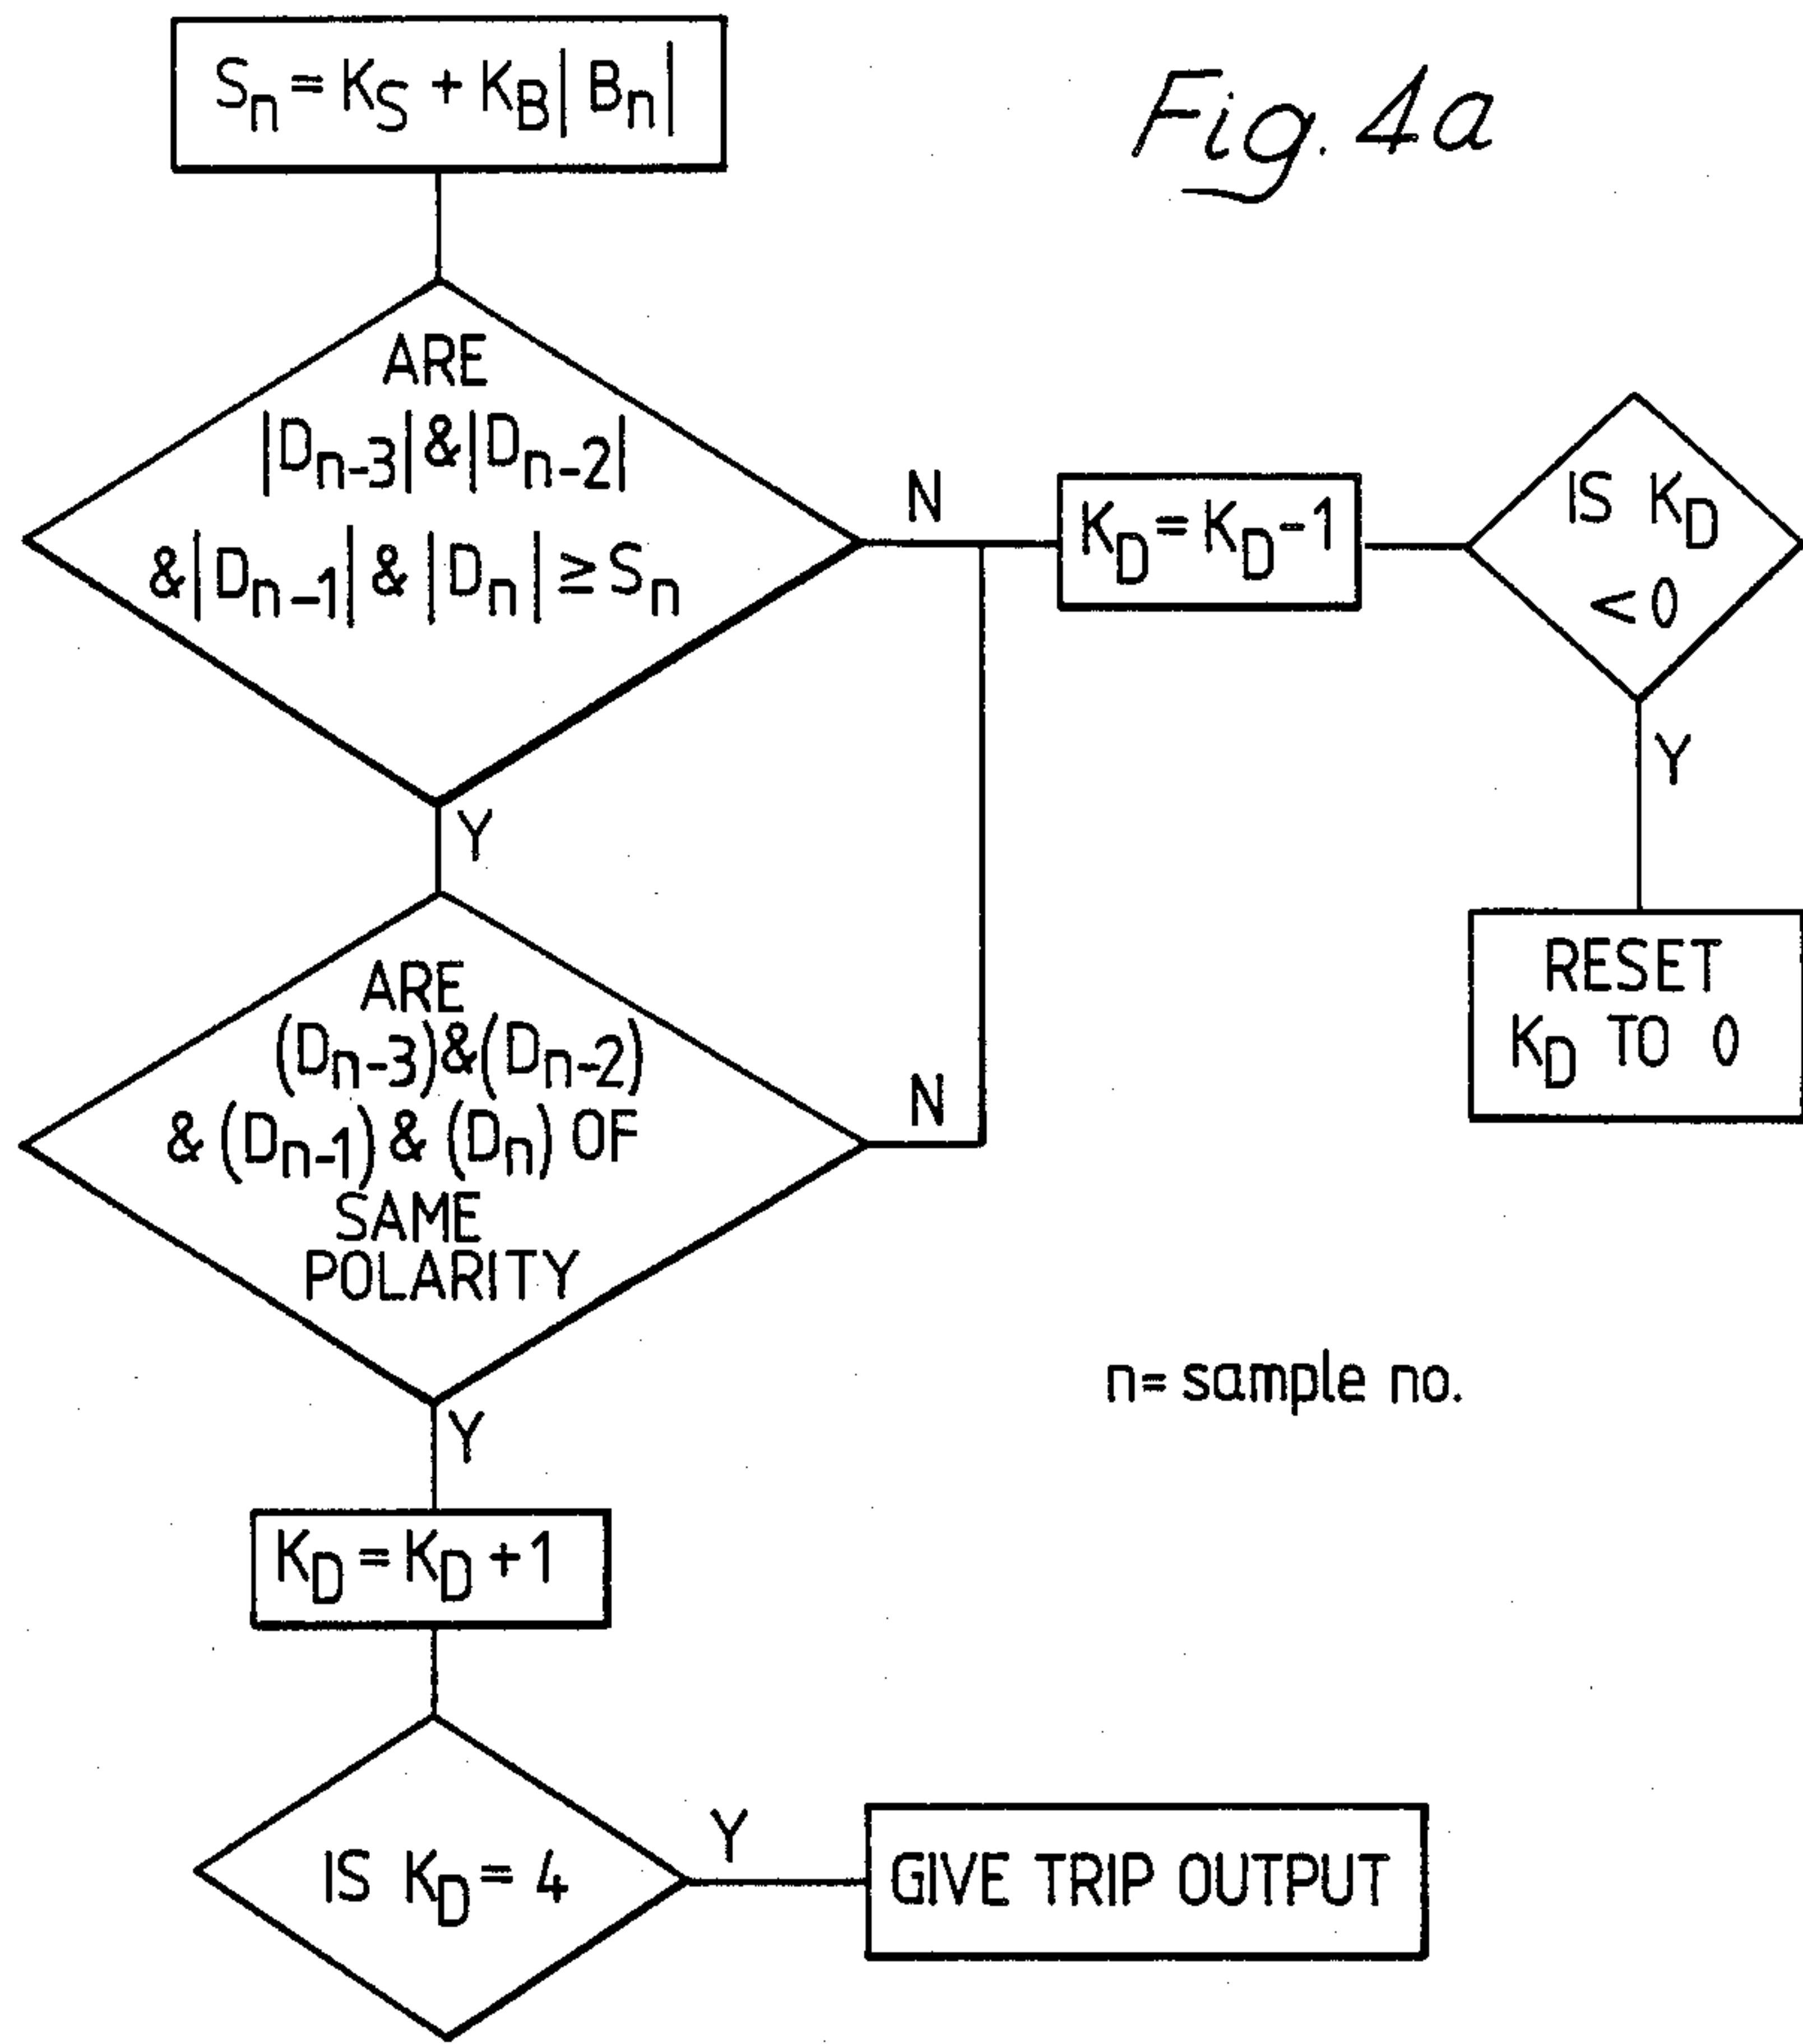 Fig. 4a
Sn = KS + KB|Bn|
ARE
|Dn-3|&|Dn-2|
&|Dn-1| & |Dn| ≥ Sn
N
KD = KD-1
IS KD
< 0
Y
RESET
KD TO 0
Y
ARE
(Dn-3)&(Dn-2)
& (Dn-1) & (Dn) OF
SAME
POLARITY
N
n= sample no.
Y
KD = KD + 1
IS KD = 4
Y
GIVE TRIP OUTPUT